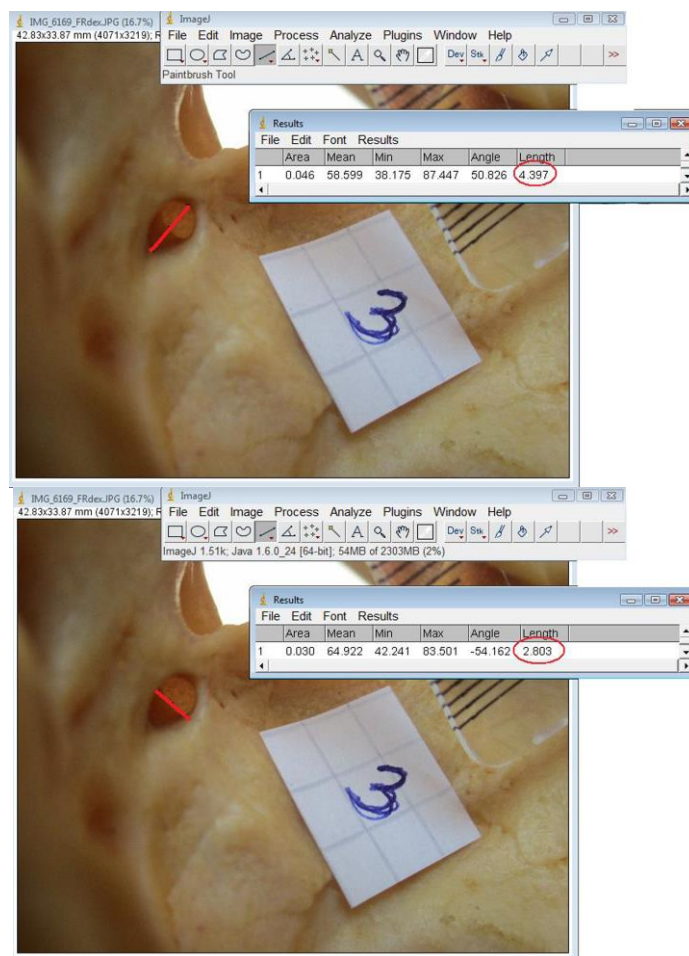 IMG_6169_FRdex.JPG (16.7%)
42.83x33.87 mm (4071x3219); R
ImageJ
File Edit Image Process Analyze Plugins Window Help
A Dev Stk >>
Paintbrush Tool
Results
File Edit Font Results
Area Mean Min Max Angle Length
1 0.046 58.599 38.175 87.447 50.826 4.397
3
IMG_6169_FRdex.JPG (16.7%)
42.83x33.87 mm (4071x3219); R
ImageJ
File Edit Image Process Analyze Plugins Window Help
A Dev Stk >>
ImageJ 1.51k; Java 1.6.0_24 [64-bit]; 54MB of 2303MB (2%)
Results
File Edit Font Results
Area Mean Min Max Angle Length
1 0.030 64.922 42.241 83.501 -54.162 2.803
3